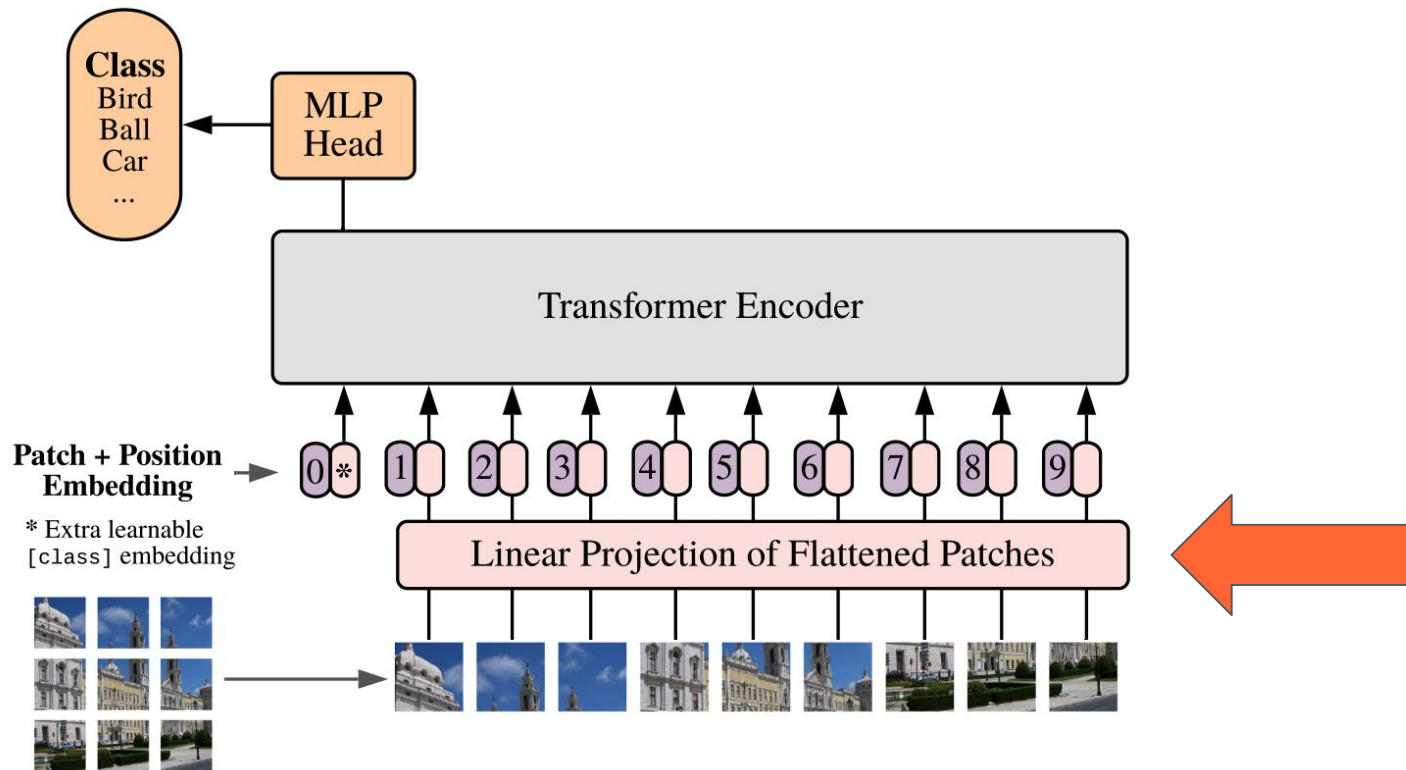 Class
Bird
Ball
Car
...
MLP
Head
Transformer Encoder
Patch + Position
Embedding
0 * 1 2 3 4 5 6 7 8 9
* Extra learnable
[class] embedding
Linear Projection of Flattened Patches